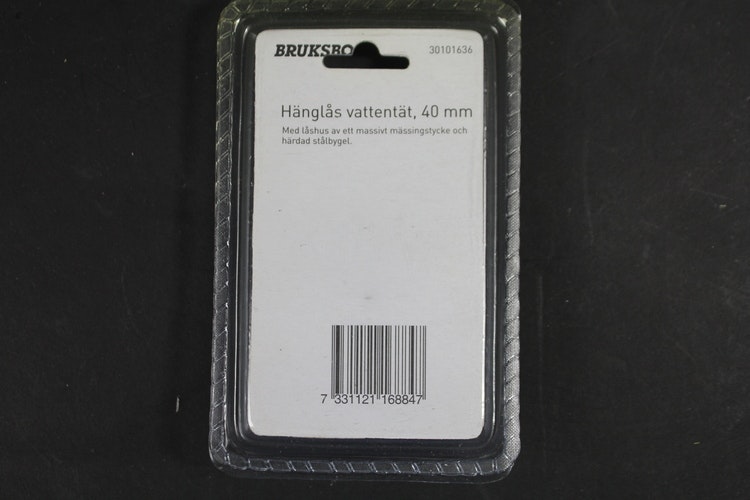 BRUKSBO 30101636
Hänglås vattentät, 40 mm
Med låshus av ett massivt mässingstycke och
härdad stålbygel.
7 331121 168847